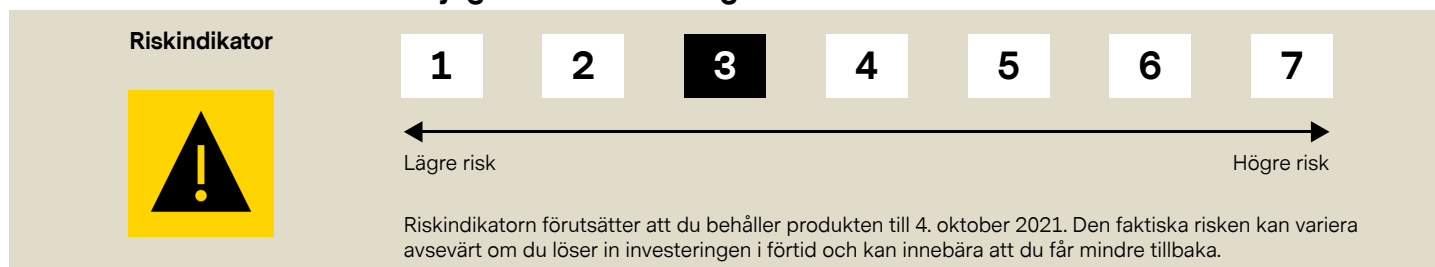 Riskindikator
1 2 3 4 5 6 7
Lägre risk Högre risk
Riskindikatorn förutsätter att du behåller produkten till 4. oktober 2021. Den faktiska risken kan variera
avsevärt om du löser in investeringen i förtid och kan innebära att du får mindre tillbaka.